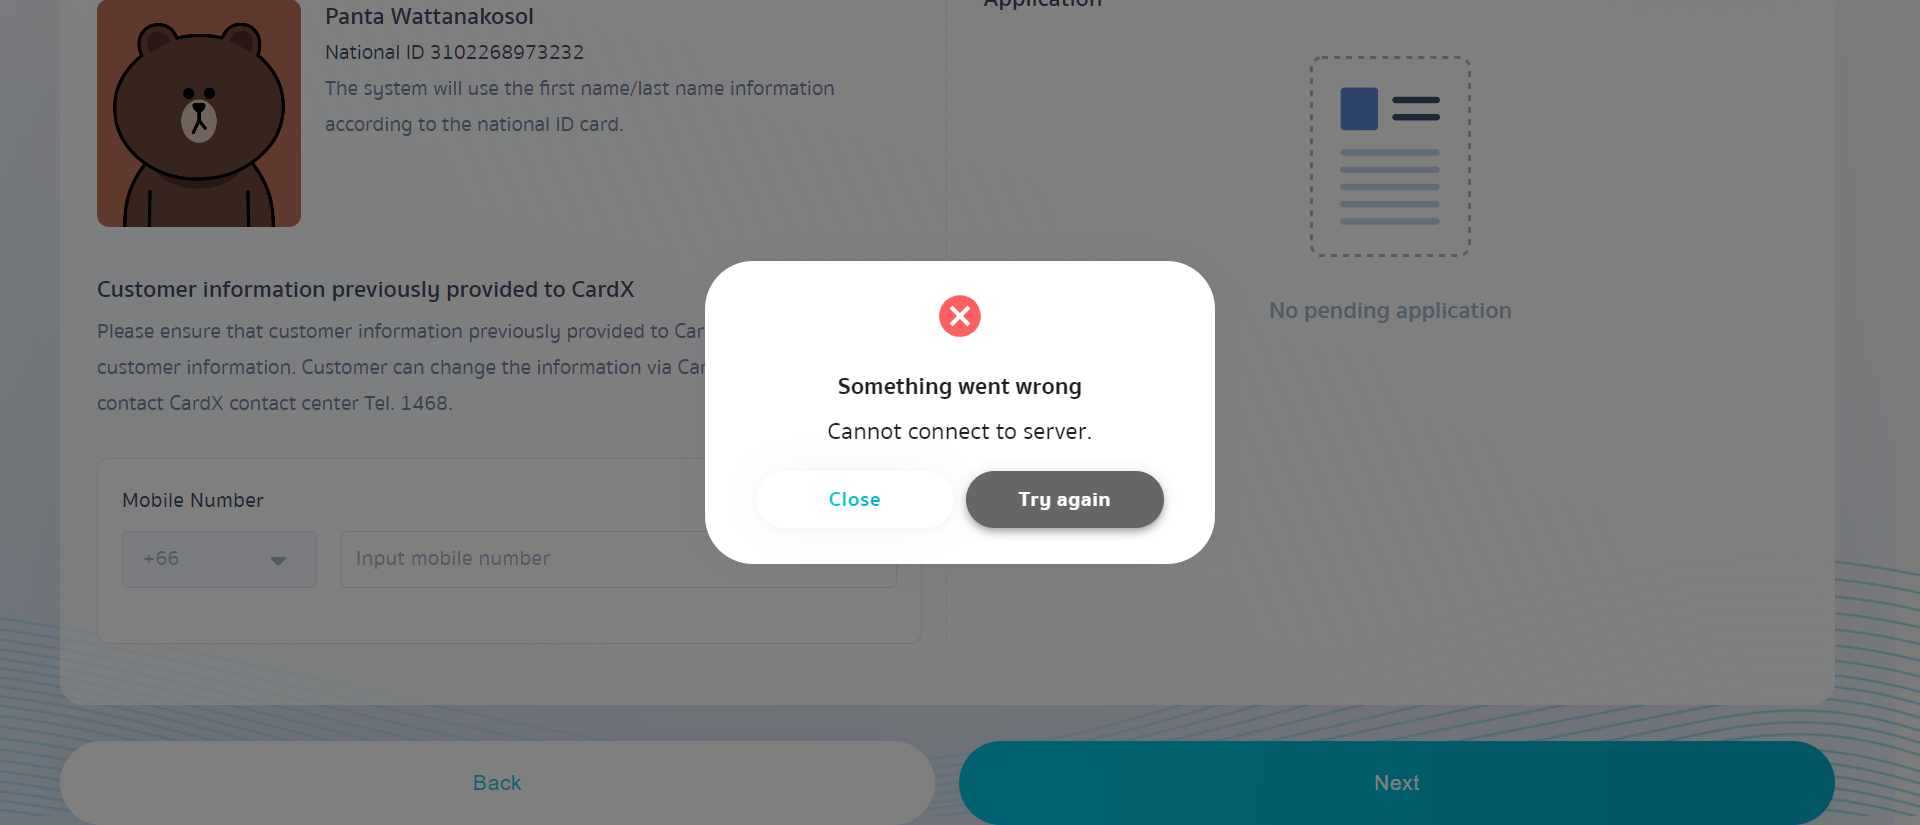 Panta Wattanakosol
National ID 3102268973232
The system will use the first name/last name information
according to the national ID card.
Application
No pending application
Customer information previously provided to CardX
Please ensure that customer information previously provided to Car
customer information. Customer can change the information via Car
contact CardX contact center Tel. 1468.
Mobile Number
+66
Input mobile number
Something went wrong
Cannot connect to server.
Close
Try again
Back
Next